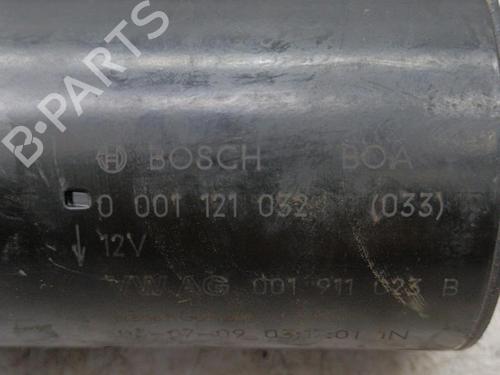 B-PARTS
BOSCH BOA
0 001 121 032 (033)
12V
VW AG 001 911 023 B